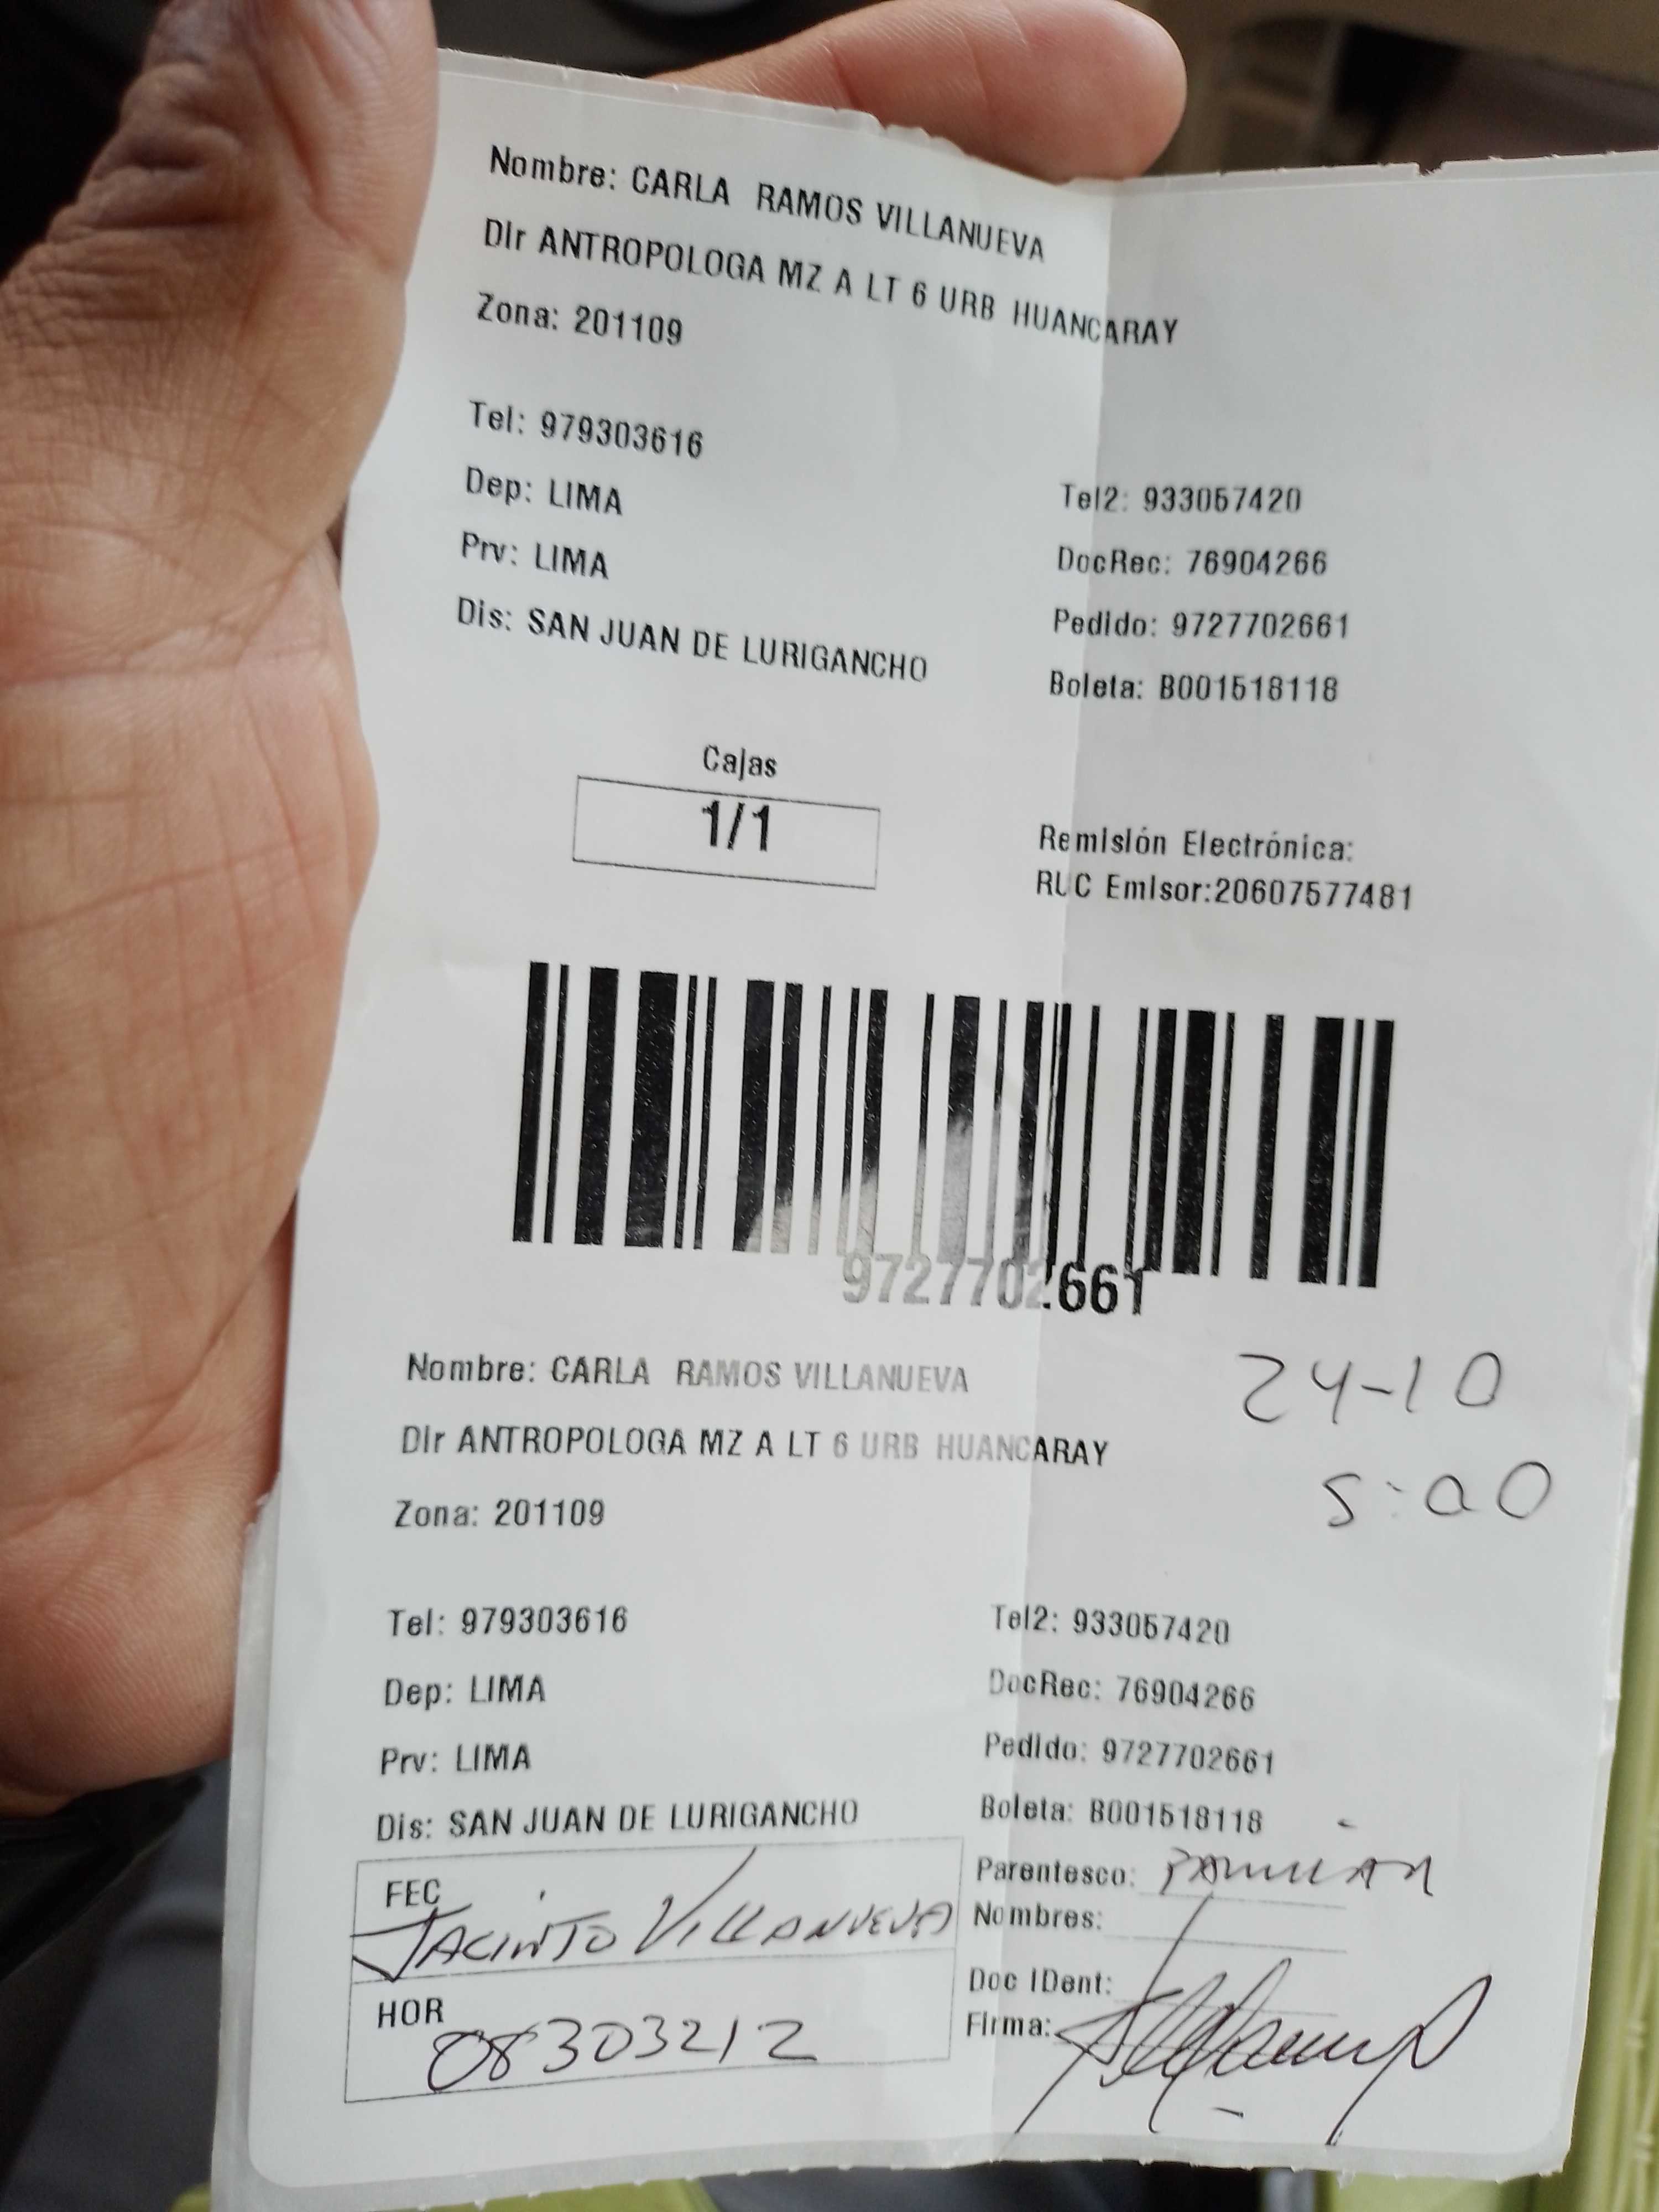 Nombre: CARLA RAMOS VILLANUEVA
Dir ANTROPOLOGA MZ A LT 6 URB HUANCARAY
Zona: 201109
Tel: 979303616
Dep: LIMA
Prv: LIMA
Dis: SAN JUAN DE LURIGANCHO
Tel2: 933057420
DocRec: 76904266
Pedido: 9727702661
Boleta: B001518118
Cajas
1/1
Remisión Electrónica:
RUC Emisor:20607577481
9727702661
Nombre: CARLA RAMOS VILLANUEVA
Dir ANTROPOLOGA MZ A LT 6 URB HUANCARAY
Zona: 201109
24-10
5:00
Tel: 979303616
Dep: LIMA
Prv: LIMA
Dis: SAN JUAN DE LURIGANCHO
Tel2: 933057420
DocRec: 76904266
Pedido: 9727702661
Boleta: B001518118
FEC
JACINTO VILLANUEVA
HOR
08303212
Parentesco: FAMILIAR
Nombres:
Doc IDent:
Firma: